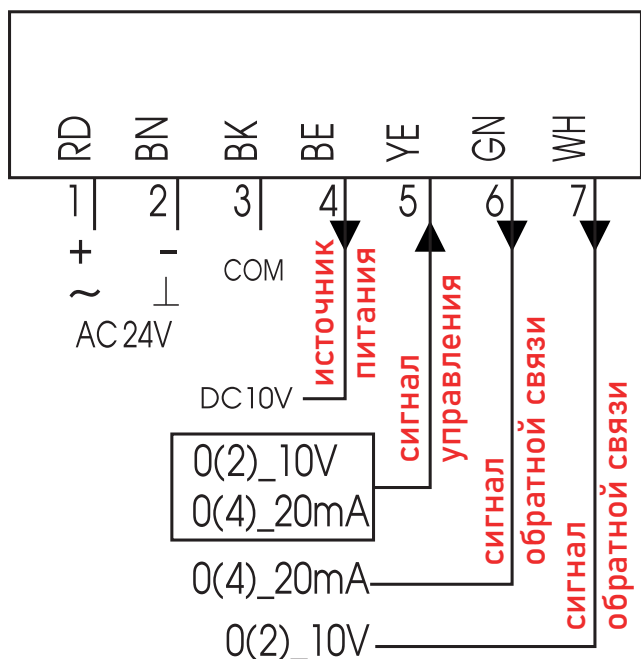 RD BN BK BE YE GN WH
1 2 3 4 5 6 7
+ -
~ ⊥
AC 24V
COM
источник
питания
DC10V
сигнал
управления
0(2)_10V
0(4)_20mA
сигнал
обратной связи
0(4)_20mA
сигнал
обратной связи
0(2)_10V